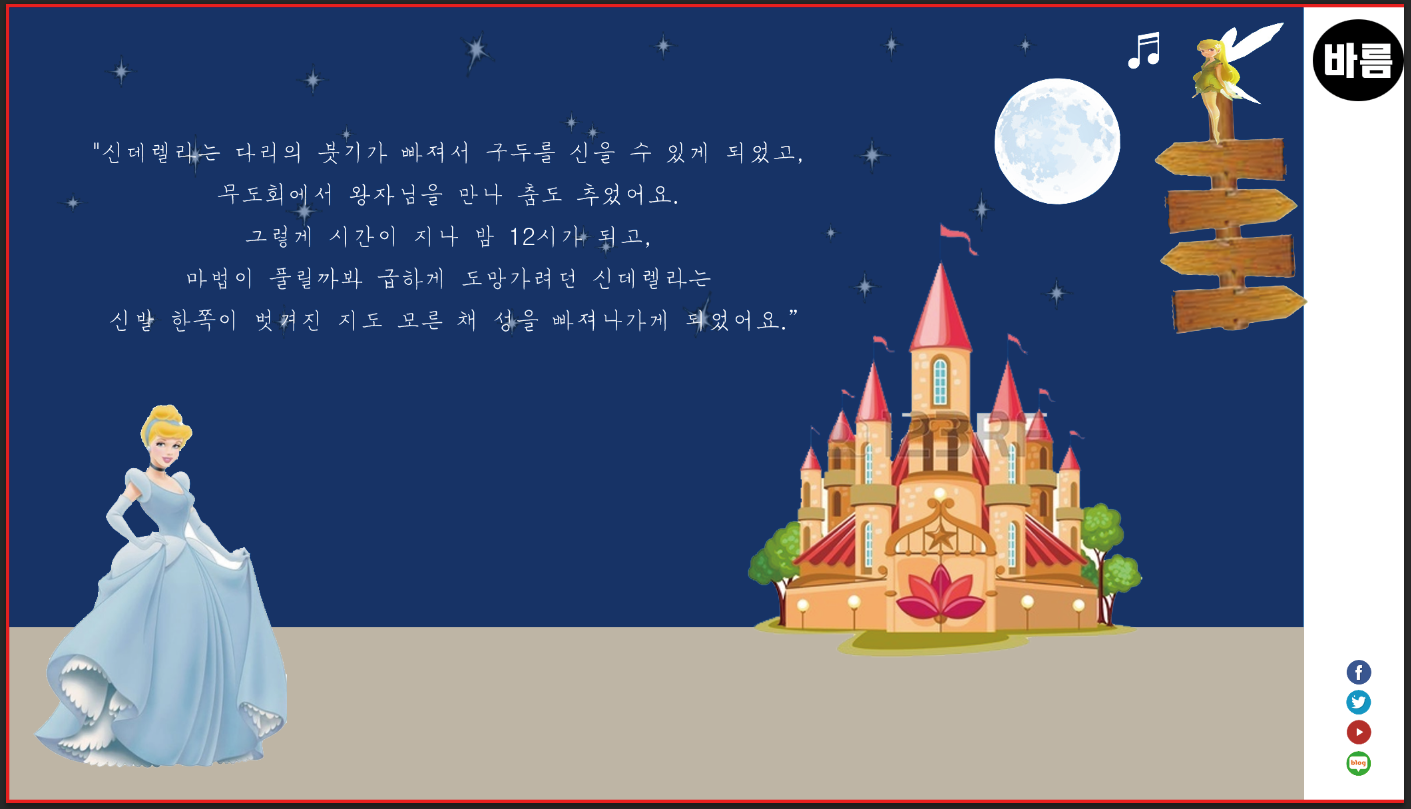 "신데렐라는 다리의 붓기가 빠져서 구두를 신을 수 있게 되었고,
무도회에서 왕자님을 만나 춤도 추었어요.
그렇게 시간이 지나 밤 12시가 되고,
마법이 풀릴까봐 급하게 도망가려던 신데렐라는
신발 한쪽이 벗겨진 지도 모른 채 성을 빠져나가게 되었어요.”
바름
123RF
blog